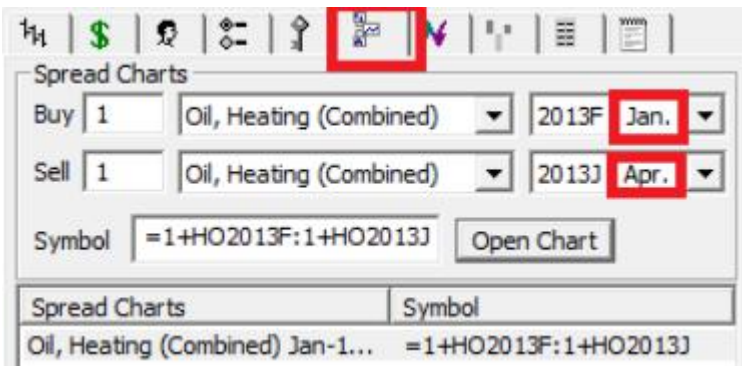 $
Spread Charts
Buy 1 Oil, Heating (Combined) 2013F Jan.
Sell 1 Oil, Heating (Combined) 2013J Apr.
Symbol =1+HO2013F:1+HO2013J Open Chart
Spread Charts Symbol
Oil, Heating (Combined) Jan-1... =1+HO2013F:1+HO2013J